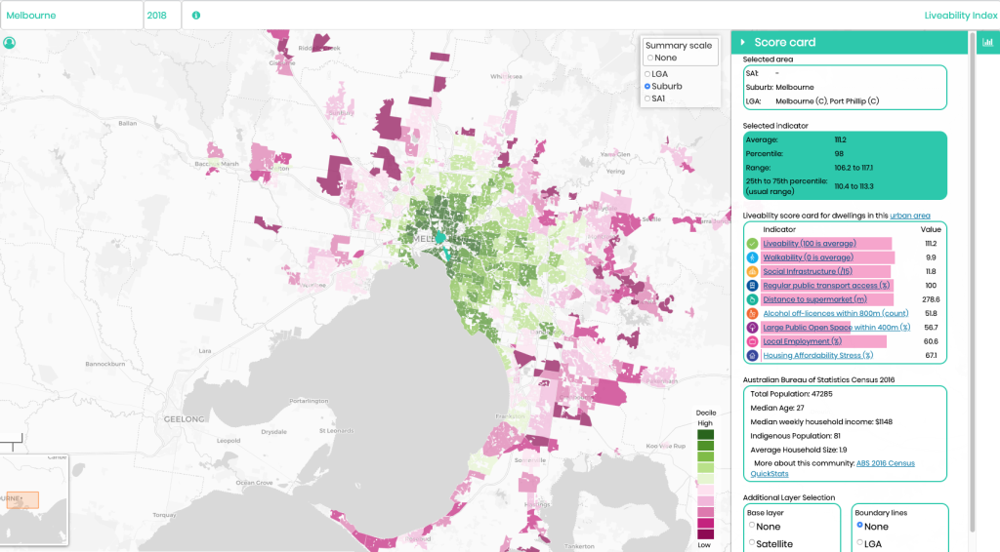 Melbourne
2018
Liveability Index
Summary scale
None
LGA
Suburb
SA1
Score card
Selected area
SA1: -
Suburb: Melbourne
LGA: Melbourne (C), Port Phillip (C)
Selected indicator
Average: 111.2
Percentile: 98
Range: 106.2 to 117.1
25th to 75th percentile: 110.4 to 113.3
(usual range)
Liveability score card for dwellings in this urban area
Indicator Value
Liveability (100 is average) 111.2
Walkability (0 is average) 9.9
Social Infrastructure (/15) 11.8
Regular public transport access (%) 100
Distance to supermarket (m) 278.6
Alcohol off-licences within 800m (count) 51.8
Large Public Open Space within 400m (%) 56.7
Local Employment (%) 60.6
Housing Affordability Stress (%) 67.1
Australian Bureau of Statistics Census 2016
Total Population: 47285
Median Age: 27
Median weekly household income: $1148
Indigenous Population: 81
Average Household Size: 1.9
More about this community: ABS 2016 Census
QuickStats
Additional Layer Selection
Base layer
None
Satellite
Boundary lines
None
LGA
Whittlesea
Ballan
Bacchus Marsh
Yarra Glen
Yering
Lara
Bannockburn
Portarlington
GEELONG
Drysdale
St Leonards
Leopold
Ocean Grove
Torquay
Koo Wee Rup
Tankerton
Decile
High
Low